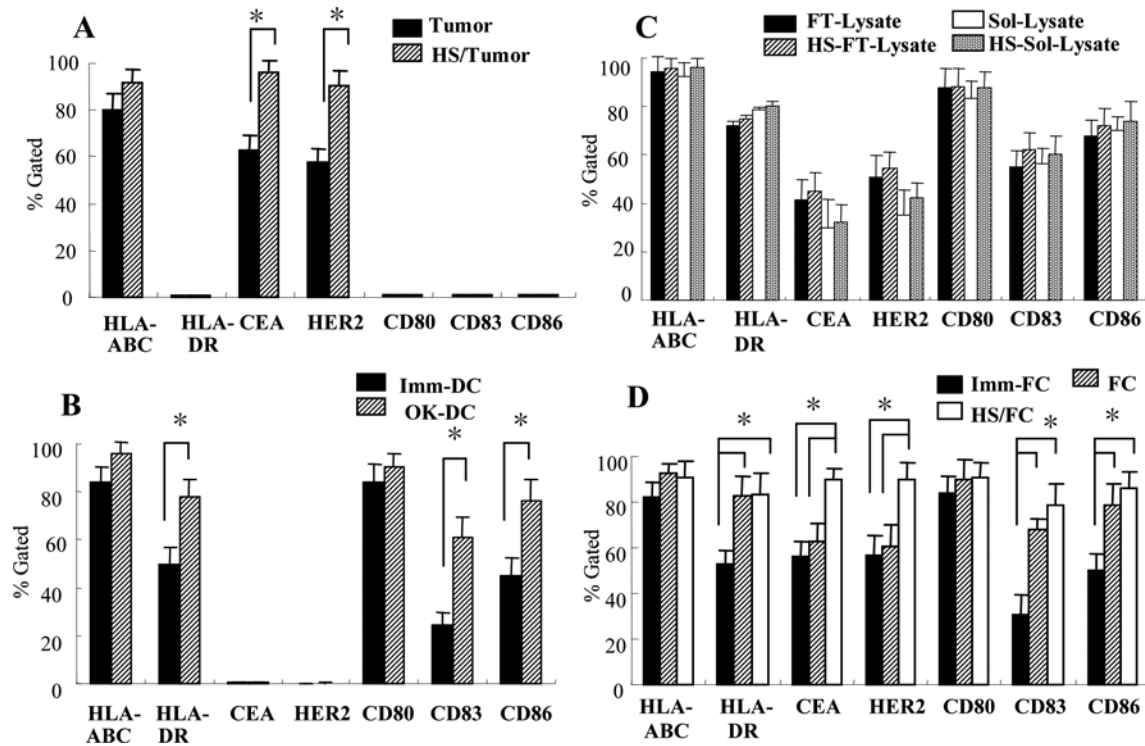 A
*
*
Tumor
HS/Tumor
% Gated
80
60
40
20
0
HLA-ABC
HLA-DR
CEA
HER2
CD80
CD83
CD86
C
FT-Lysate
Sol-Lysate
HS-FT-Lysate
HS-Sol-Lysate
% Gated
100
80
60
40
20
0
HLA-ABC
HLA-DR
CEA
HER2
CD80
CD83
CD86
B
Imm-DC
OK-DC
*
*
*
% Gated
80
60
40
20
0
HLA-ABC
HLA-DR
CEA
HER2
CD80
CD83
CD86
D
Imm-FC
FC
HS/FC
*
*
*
*
*
% Gated
100
80
60
40
20
0
HLA-ABC
HLA-DR
CEA
HER2
CD80
CD83
CD86